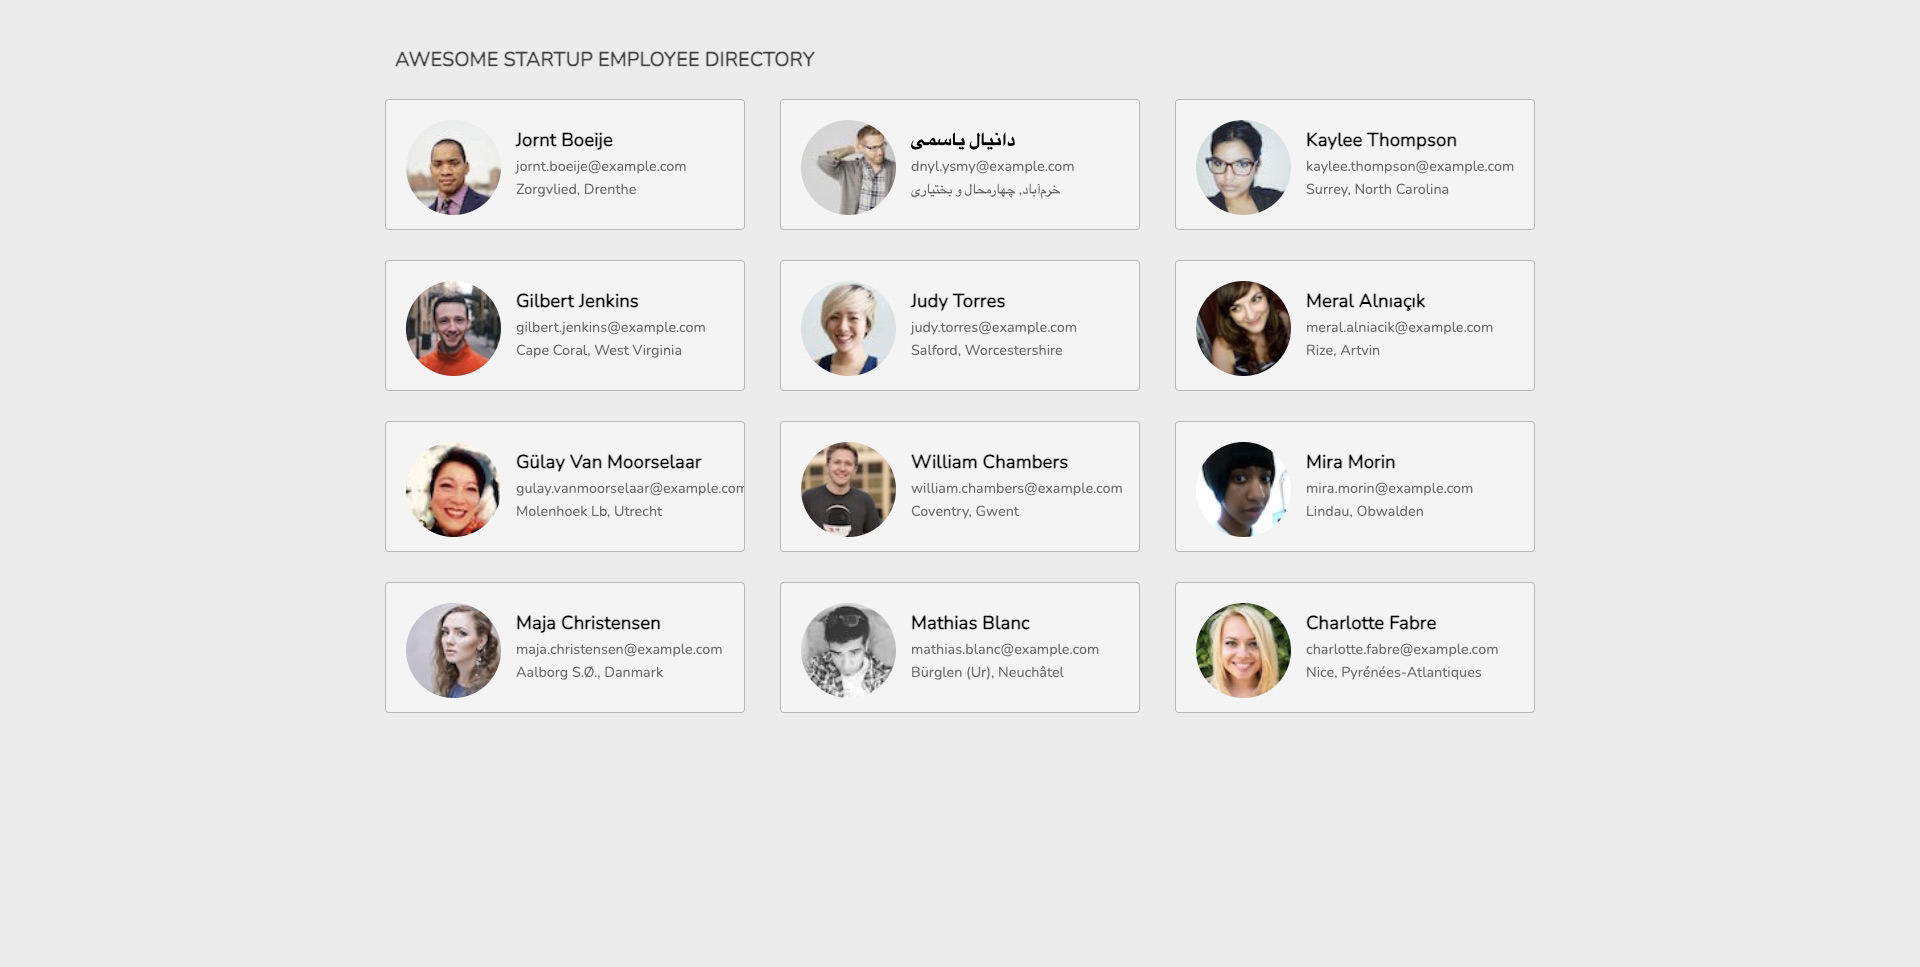 AWESOME STARTUP EMPLOYEE DIRECTORY
Jornt Boeije
jornt.boeije@example.com
Zorgvlied, Drenthe
دانیال یاسمی
dnyl.ysmy@example.com
خرم‌آباد, چهارمحال و بختیاری
Kaylee Thompson
kaylee.thompson@example.com
Surrey, North Carolina
Gilbert Jenkins
gilbert.jenkins@example.com
Cape Coral, West Virginia
Judy Torres
judy.torres@example.com
Salford, Worcestershire
Meral Alnıaçık
meral.alniacik@example.com
Rize, Artvin
Gülay Van Moorselaar
gulay.vanmoorselaar@example.com
Molenhoek Lb, Utrecht
William Chambers
william.chambers@example.com
Coventry, Gwent
Mira Morin
mira.morin@example.com
Lindau, Obwalden
Maja Christensen
maja.christensen@example.com
Aalborg S.Ø., Danmark
Mathias Blanc
mathias.blanc@example.com
Bürglen (Ur), Neuchâtel
Charlotte Fabre
charlotte.fabre@example.com
Nice, Pyrénées-Atlantiques